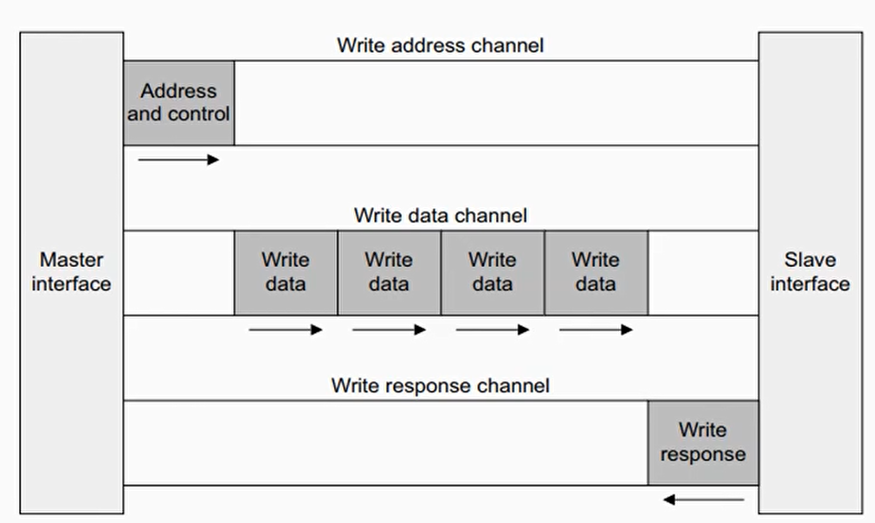 Write address channel
Address
and control
Write data channel
Master
interface
Write
data
Write
data
Write
data
Write
data
Slave
interface
Write response channel
Write
response